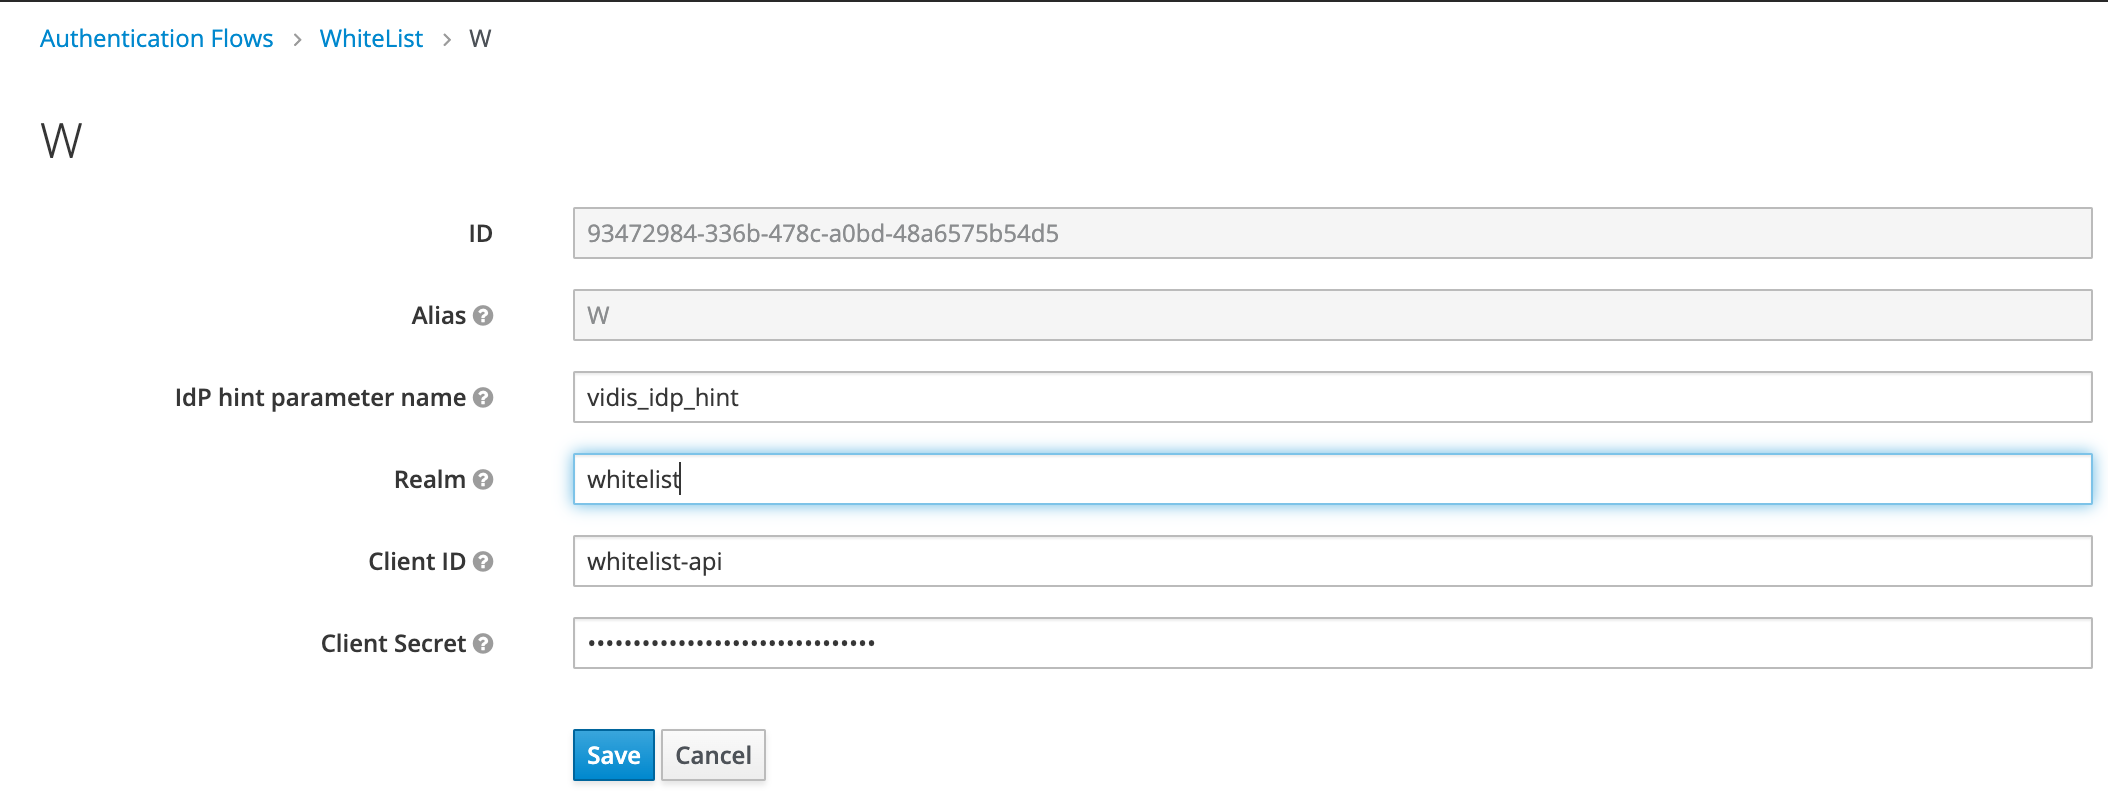 Authentication Flows > WhiteList > W
W
ID 93472984-336b-478c-a0bd-48a6575b54d5
Alias ? W
IdP hint parameter name ? vidis_idp_hint
Realm ? whitelist
Client ID ? whitelist-api
Client Secret ? ••••••••••••••••••••••••••••••••
Save Cancel